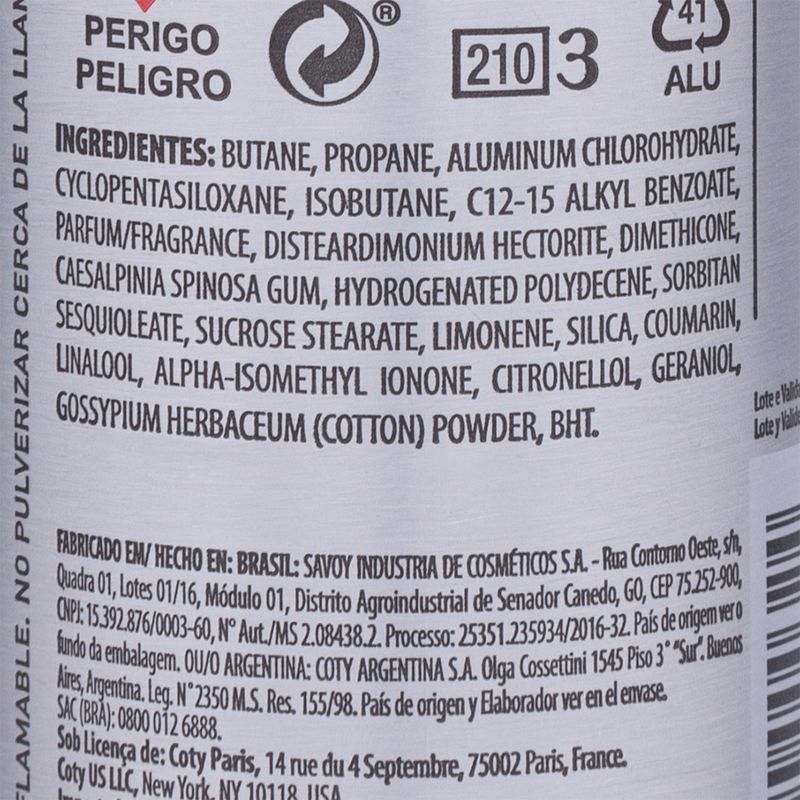 PERIGO
PELIGRO
®
210 3
41
ALU
INGREDIENTES: BUTANE, PROPANE, ALUMINUM CHLOROHYDRATE,
CYCLOPENTASILOXANE, ISOBUTANE, C12-15 ALKYL BENZOATE,
PARFUM/FRAGRANCE, DISTEARDIMONIUM HECTORITE, DIMETHICONE,
CAESALPINIA SPINOSA GUM, HYDROGENATED POLYDECENE, SORBITAN
SESQUIOLEATE, SUCROSE STEARATE, LIMONENE, SILICA, COUMARIN,
LINALOOL, ALPHA-ISOMETHYL IONONE, CITRONELLOL, GERANIOL,
GOSSYPIUM HERBACEUM (COTTON) POWDER, BHT.
FABRICADO EM/ HECHO EN: BRASIL: SAVOY INDUSTRIA DE COSMÉTICOS S.A. - Rua Contorno Oeste, s/n,
Quadra 01, Lotes 01/16, Módulo 01, Distrito Agroindustrial de Senador Canedo, GO, CEP 75.252-900,
CNPJ: 15.392.876/0003-60, N° Aut./MS 2.08438.2. Processo: 25351.235934/2016-32. País de origem ver o
fundo da embalagem. OU/O ARGENTINA: COTY ARGENTINA S.A. Olga Cossettini 1545 Piso 3° "Sur". Buenos
Aires, Argentina. Leg. N°2350 M.S. Res. 155/98. País de origen y Elaborador ver en el envase.
SAC (BRA): 0800 012 6888.
Sob Licença de: Coty Paris, 14 rue du 4 Septembre, 75002 Paris, France.
Coty US LLC, New York, NY 10118, USA
FLAMABLE. NO PULVERIZAR CERCA DE LA LLAM
Lote e Valid
Lote y Valid